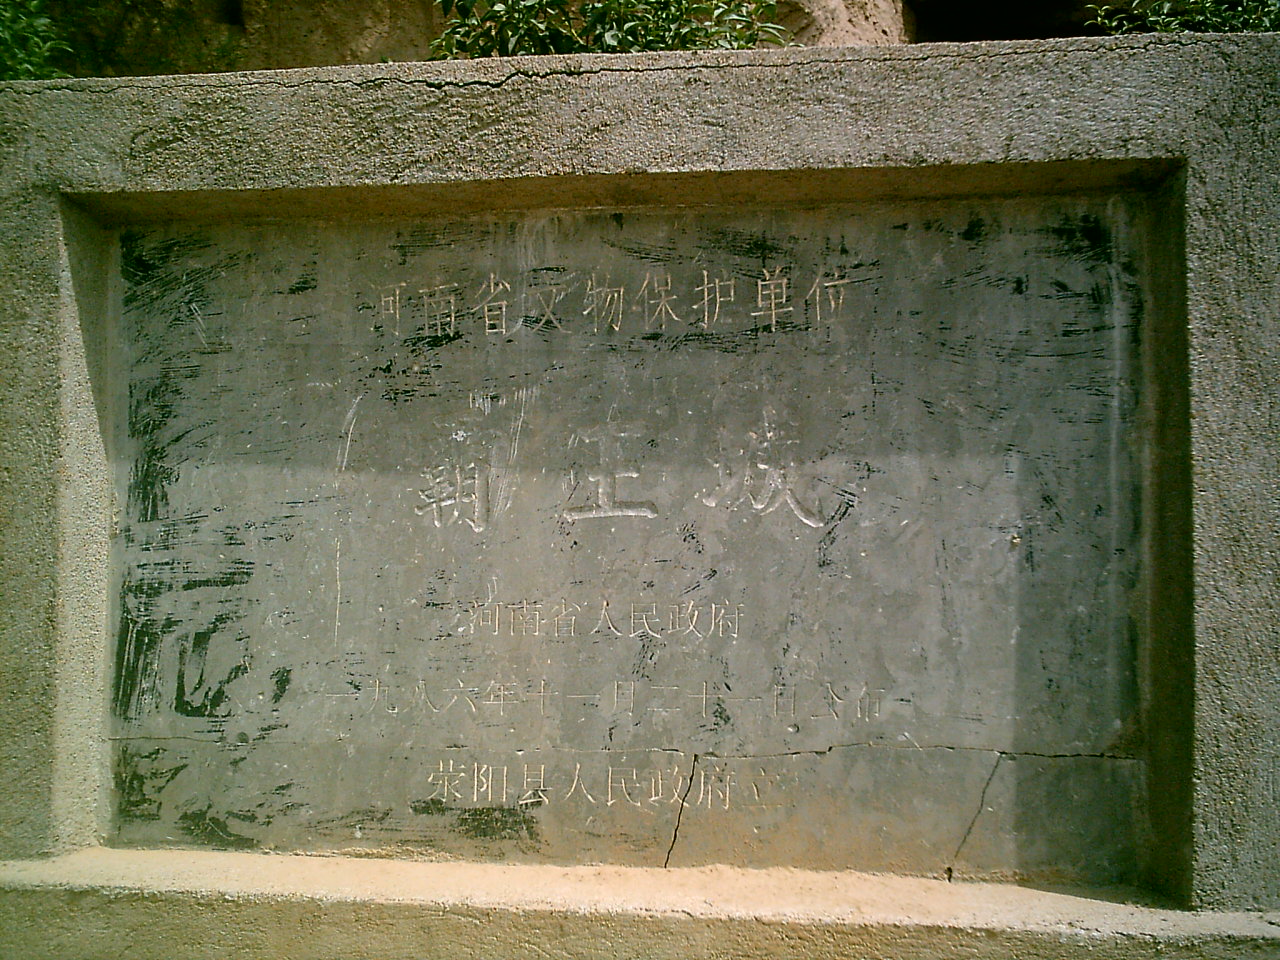 河南省文物保护单位
霸王城
河南省人民政府
一九八六年十一月二十一日公布
荥阳县人民政府立